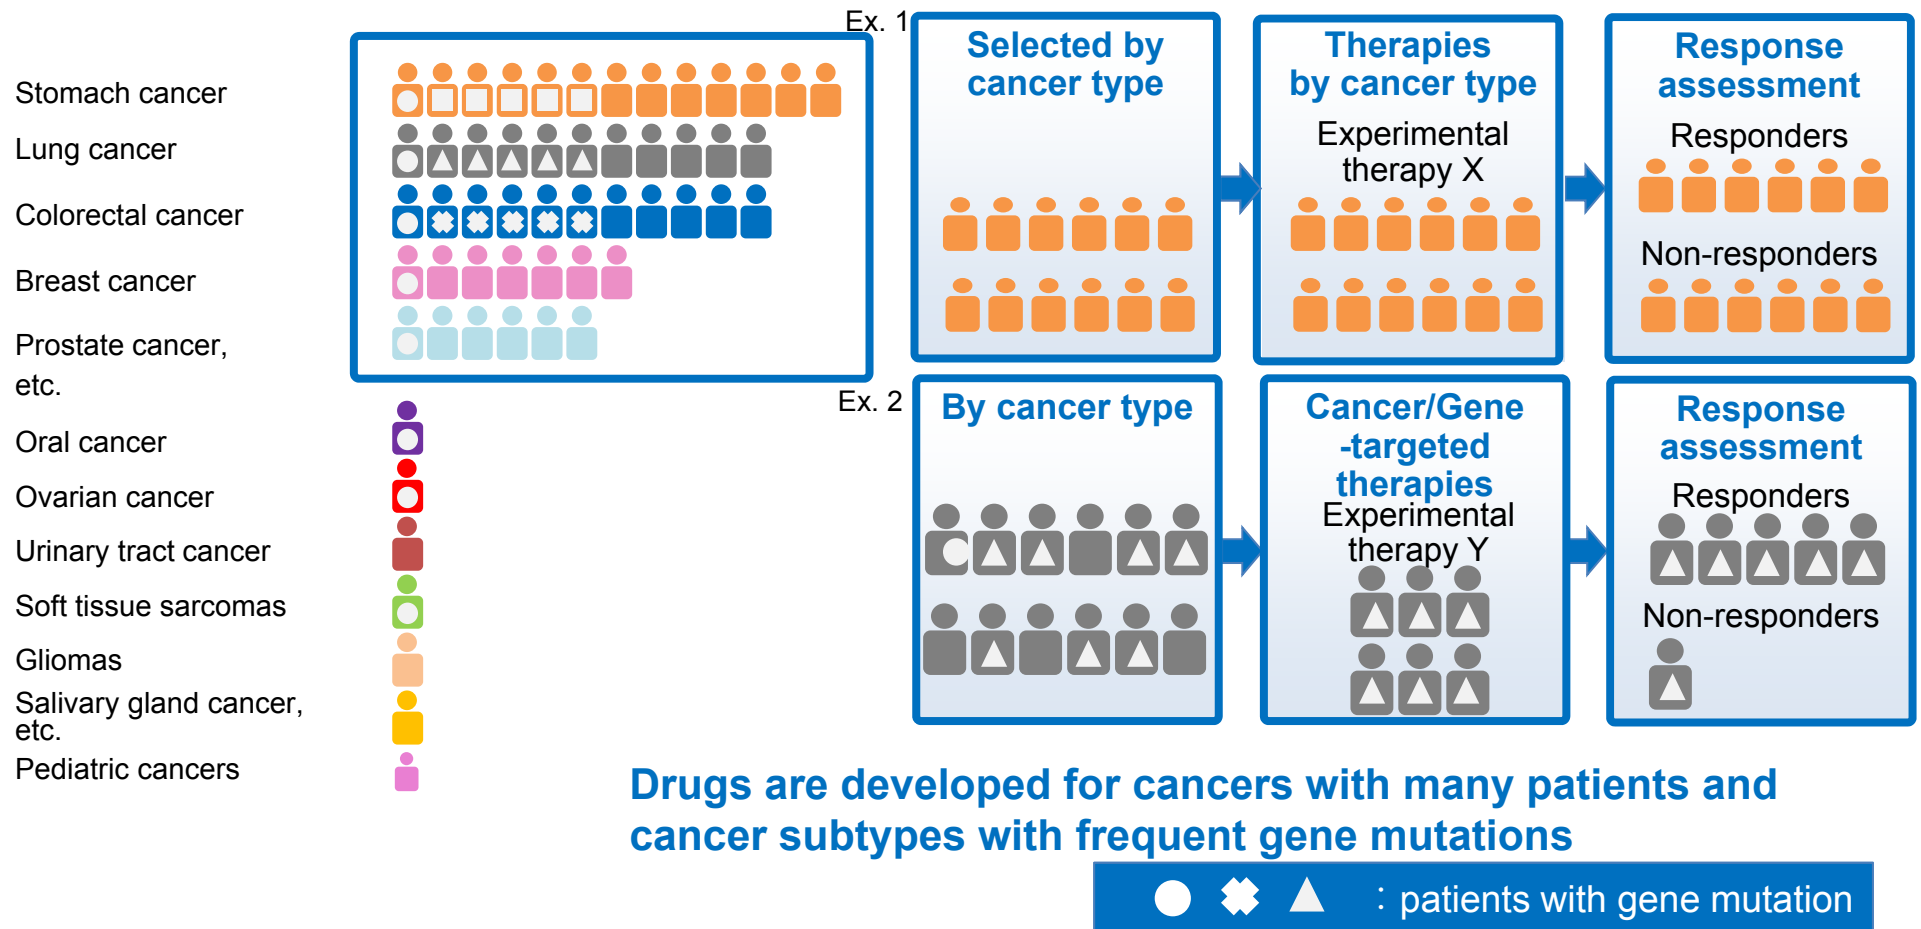 Stomach cancer
Lung cancer
Colorectal cancer
Breast cancer
Prostate cancer,
etc.
Oral cancer
Ovarian cancer
Urinary tract cancer
Soft tissue sarcomas
Gliomas
Salivary gland cancer,
etc.
Pediatric cancers
Ex. 1
Selected by
cancer type
Therapies
by cancer type
Experimental
therapy X
Response
assessment
Responders
Non-responders
Ex. 2
By cancer type
Cancer/Gene
-targeted
therapies
Experimental
therapy Y
Response
assessment
Responders
Non-responders
Drugs are developed for cancers with many patients and
cancer subtypes with frequent gene mutations
: patients with gene mutation